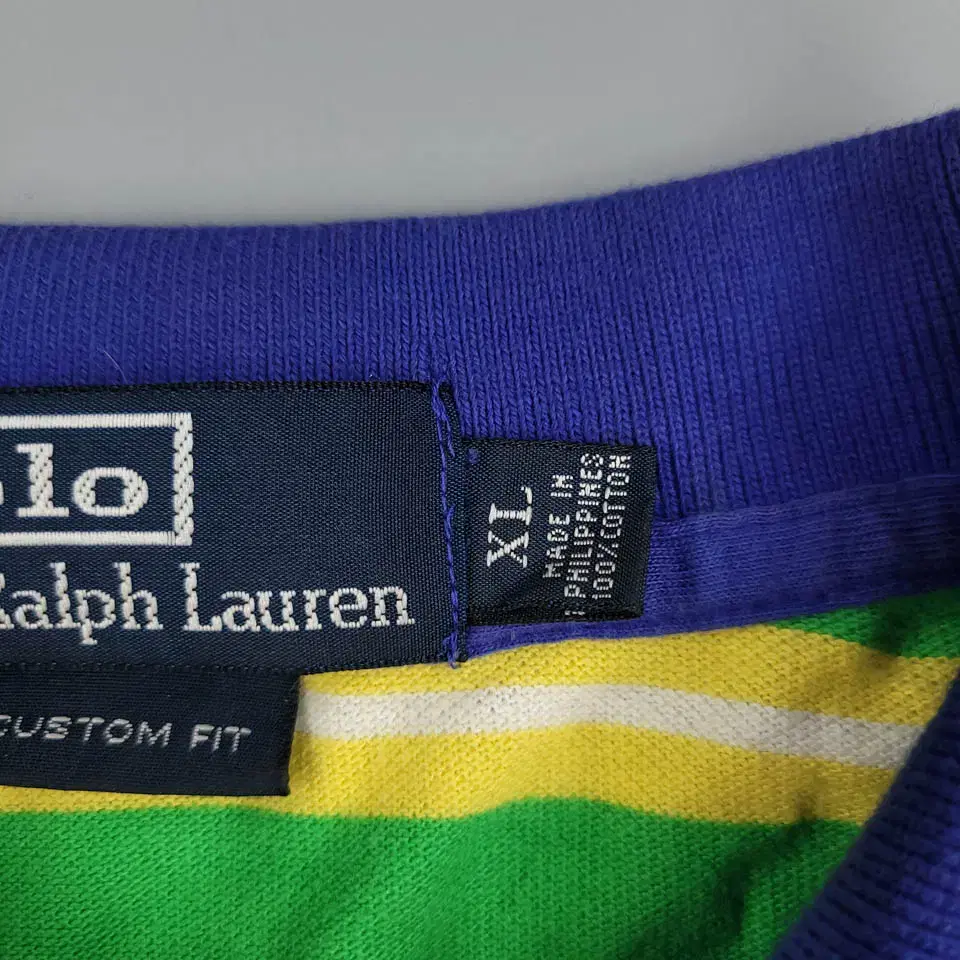 olo
Ralph Lauren
CUSTOM FIT
XL
MADE IN
PHILIPPINES
100% COTTON